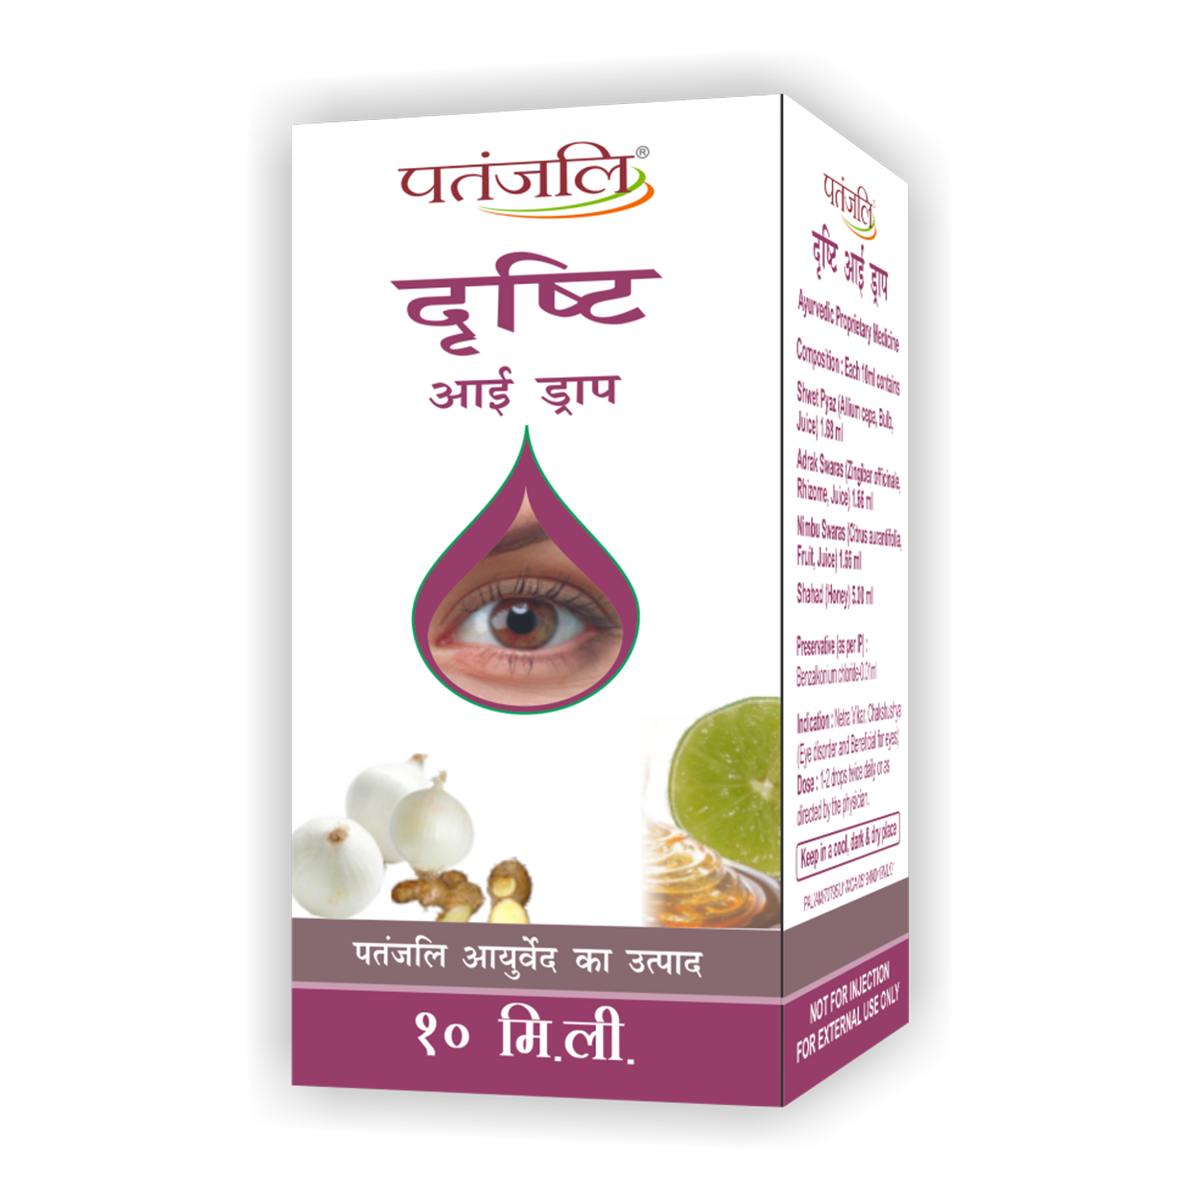 पतंजलि®
दृष्टि
आई ड्राप
पतंजलि आयुर्वेद का उत्पाद
१० मि.ली.
पतंजलि
दृष्टि आई ड्राप
Ayurvedic Proprietary Medicine
Composition : Each 10ml contains
Shwet Pyaz (Allium cepa, Bulb,
Juice) 1.68 ml
Adrak Swaras (Zingiber officinale,
Rhizome, Juice) 1.66 ml
Nimbu Swaras (Citrus aurantifolia,
Fruit, Juice) 1.66 ml
Shahad (Honey) 5.00 ml
Preservative (as per IP) :
Benzalkonium chloride-0.01ml
Indication : Netra Vikar, Chakshushya
(Eye disorder and Beneficial for eyes)
Dose : 1-2 drops twice daily or as
directed by the physician.
Keep in a cool, dark & dry place
NOT FOR INJECTION
FOR EXTERNAL USE ONLY